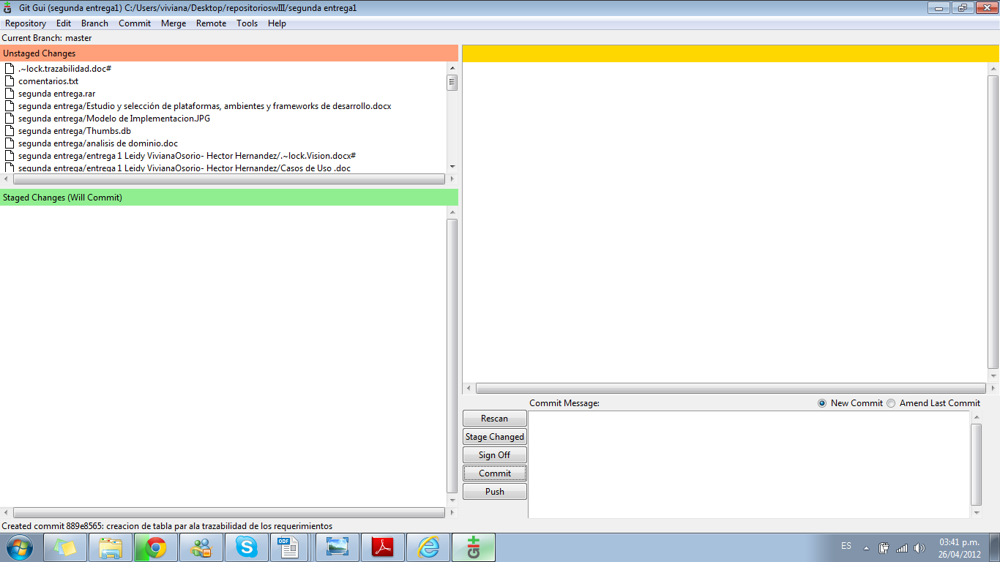 Git Gui (segunda entrega1) C:/Users/viviana/Desktop/repositorioswIII/segunda entrega1
Repository Edit Branch Commit Merge Remote Tools Help
Current Branch: master
Unstaged Changes
.~lock.trazabilidad.doc#
comentarios.txt
segunda entrega.rar
segunda entrega/Estudio y selección de plataformas, ambientes y frameworks de desarrollo.docx
segunda entrega/Modelo de Implementacion.JPG
segunda entrega/Thumbs.db
segunda entrega/analisis de dominio.doc
segunda entrega/entrega 1 Leidy VivianaOsorio- Hector Hernandez/.~lock.Vision.docx#
segunda entrega/entrega 1 Leidy VivianaOsorio- Hector Hernandez/Casos de Uso .doc
Staged Changes (Will Commit)
Commit Message:
New Commit
Amend Last Commit
Rescan
Stage Changed
Sign Off
Commit
Push
Created commit 889e8565: creacion de tabla par ala trazabilidad de los requerimientos
ODF
ES
03:41 p.m.
26/04/2012